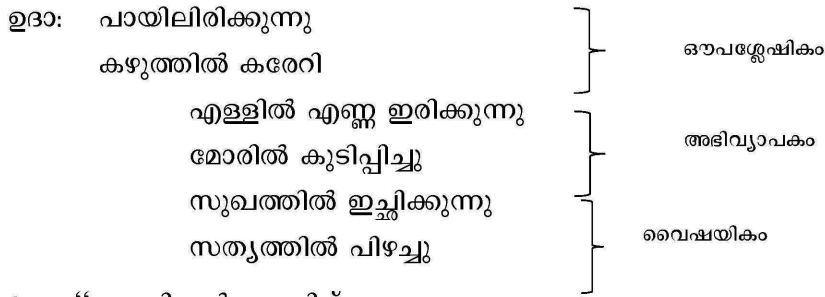 ഉദാ: പായിലിരിക്കുന്നു
കഴുത്തിൽ കരേറി
ഔപശ്ലേഷികം
എള്ളിൽ എണ്ണ ഇരിക്കുന്നു
മോരിൽ കുടിപ്പിച്ചു
അഭിവ്യാപകം
സുഖത്തിൽ ഇച്ഛിക്കുന്നു
സത്യത്തിൽ പിഴച്ചു
വൈഷയികം